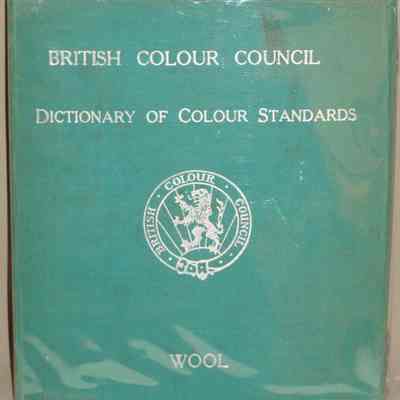 BRITISH COLOUR COUNCIL
DICTIONARY OF COLOUR STANDARDS
BRITISH · COLOUR · COUNCIL ·
WOOL